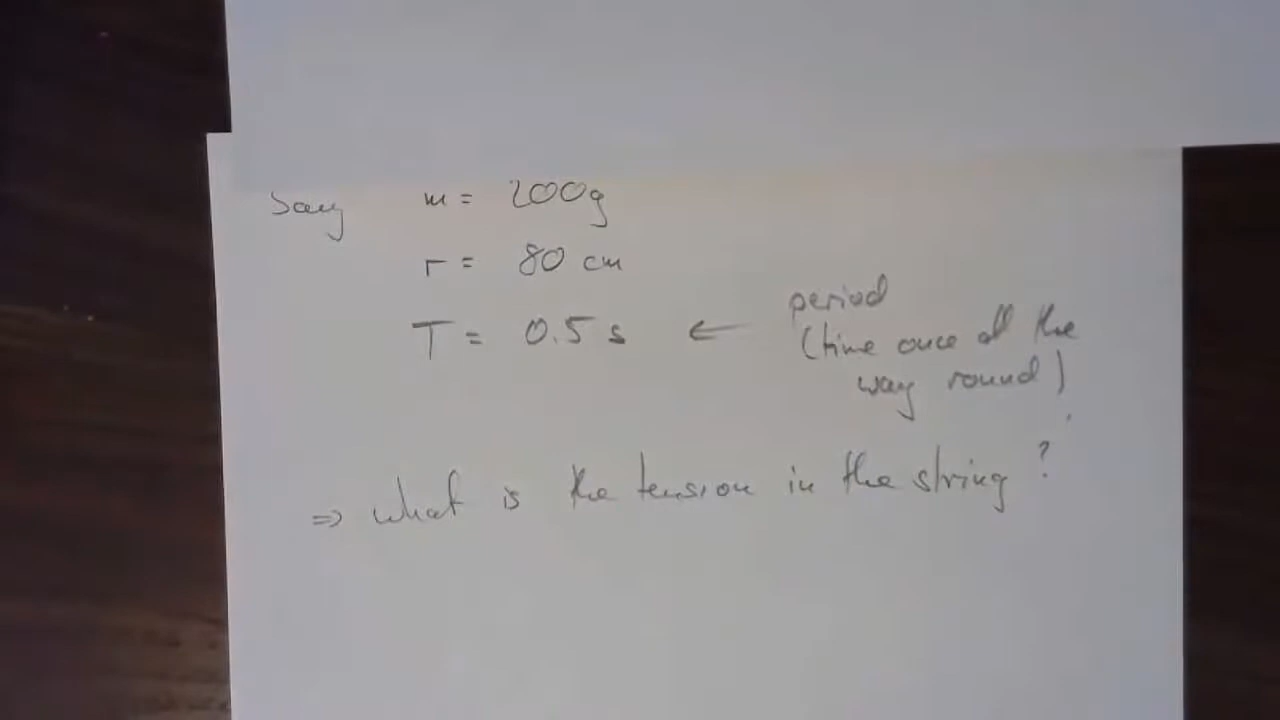 Say m = 200g
r = 80 cm
T = 0.5 s ← period
(time once all the
way round)
⇒ what is the tension in the string?